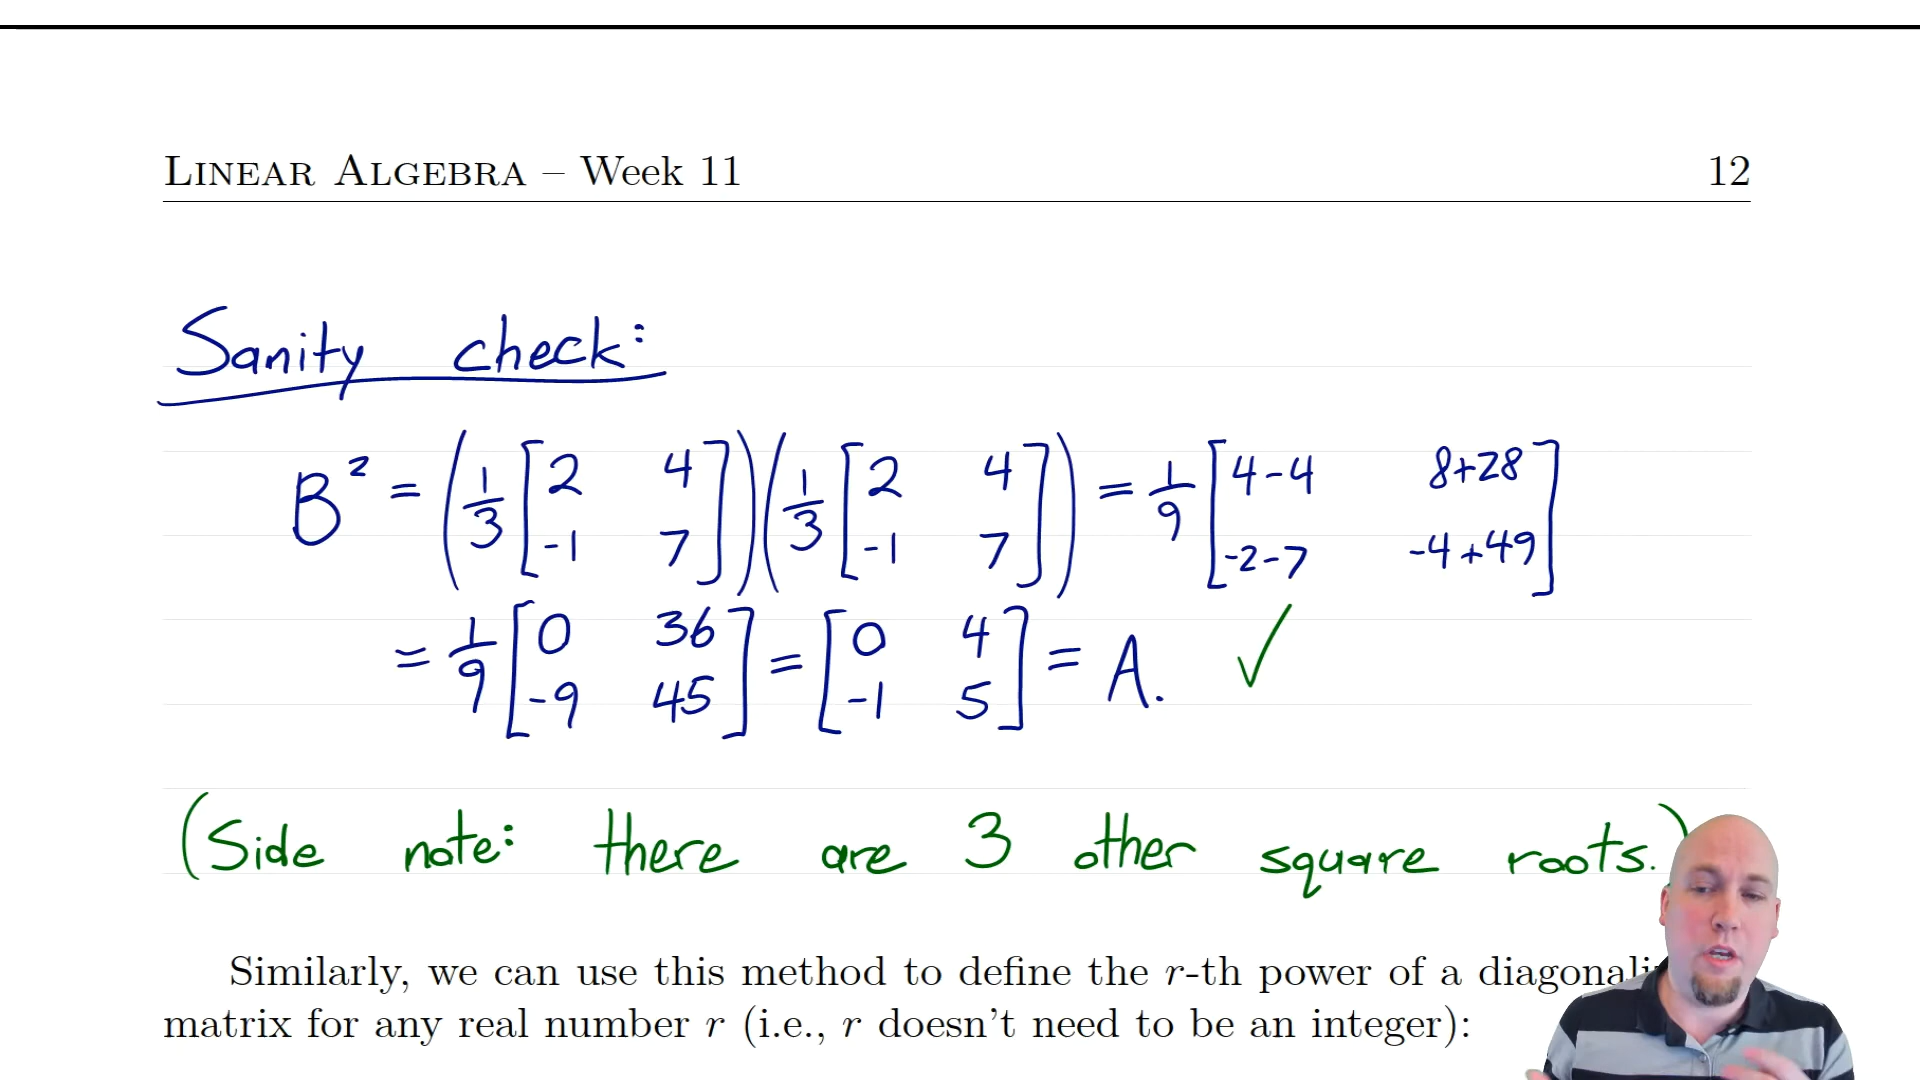 LINEAR ALGEBRA – Week 11 12
Sanity check:
B² = (1/3 [2 4; -1 7]) (1/3 [2 4; -1 7]) = 1/9 [4-4 8+28; -2-7 -4+49]
= 1/9 [0 36; -9 45] = [0 4; -1 5] = A. ✓
(Side note: there are 3 other square roots.)
Similarly, we can use this method to define the r-th power of a
matrix for any real number r (i.e., r doesn't need to be an integer):